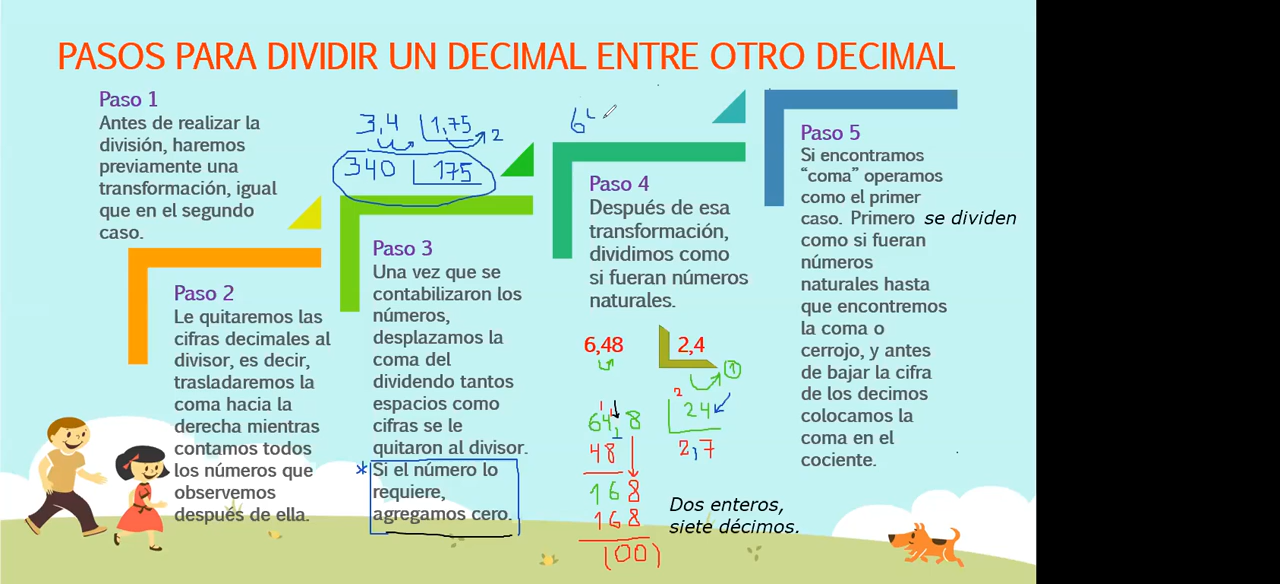 PASOS PARA DIVIDIR UN DECIMAL ENTRE OTRO DECIMAL
Paso 1
Antes de realizar la
división, haremos
previamente una
transformación, igual
que en el segundo
caso.
Paso 2
Le quitaremos las
cifras decimales al
divisor, es decir,
trasladaremos la
coma hacia la
derecha mientras
contamos todos
los números que
observemos
después de ella.
3,4 1,75
2
340 175
Paso 3
Una vez que se
contabilizaron los
números,
desplazamos la
coma del
dividendo tantos
espacios como
cifras se le
quitaron al divisor.
* Si el número lo
requiere,
agregamos cero.
64
Paso 4
Después de esa
transformación,
dividimos como
si fueran números
naturales.
6,48 2,4
1
1 2
64,8 24
48 2,7
168
168
(00)
Dos enteros,
siete décimos.
Paso 5
Si encontramos
“coma” operamos
como el primer
caso. Primero se dividen
como si fueran
números
naturales hasta
que encontremos
la coma o
cerrojo, y antes
de bajar la cifra
de los decimos
colocamos la
coma en el
cociente.